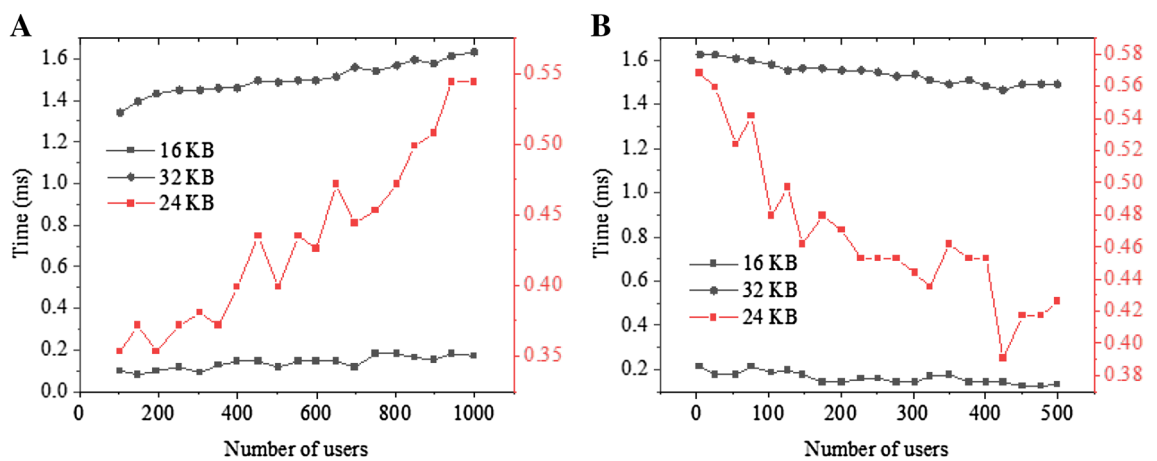 A
Time (ms)
1.6
1.4
1.2
1.0
0.8
0.6
0.4
0.2
0.0
16 KB
32 KB
24 KB
0.55
0.50
0.45
0.40
0.35
0 200 400 600 800 1000
Number of users
B
Time (ms)
1.6
1.4
1.2
1.0
0.8
0.6
0.4
0.2
16 KB
32 KB
24 KB
0.58
0.56
0.54
0.52
0.50
0.48
0.46
0.44
0.42
0.40
0.38
0 100 200 300 400 500
Number of users